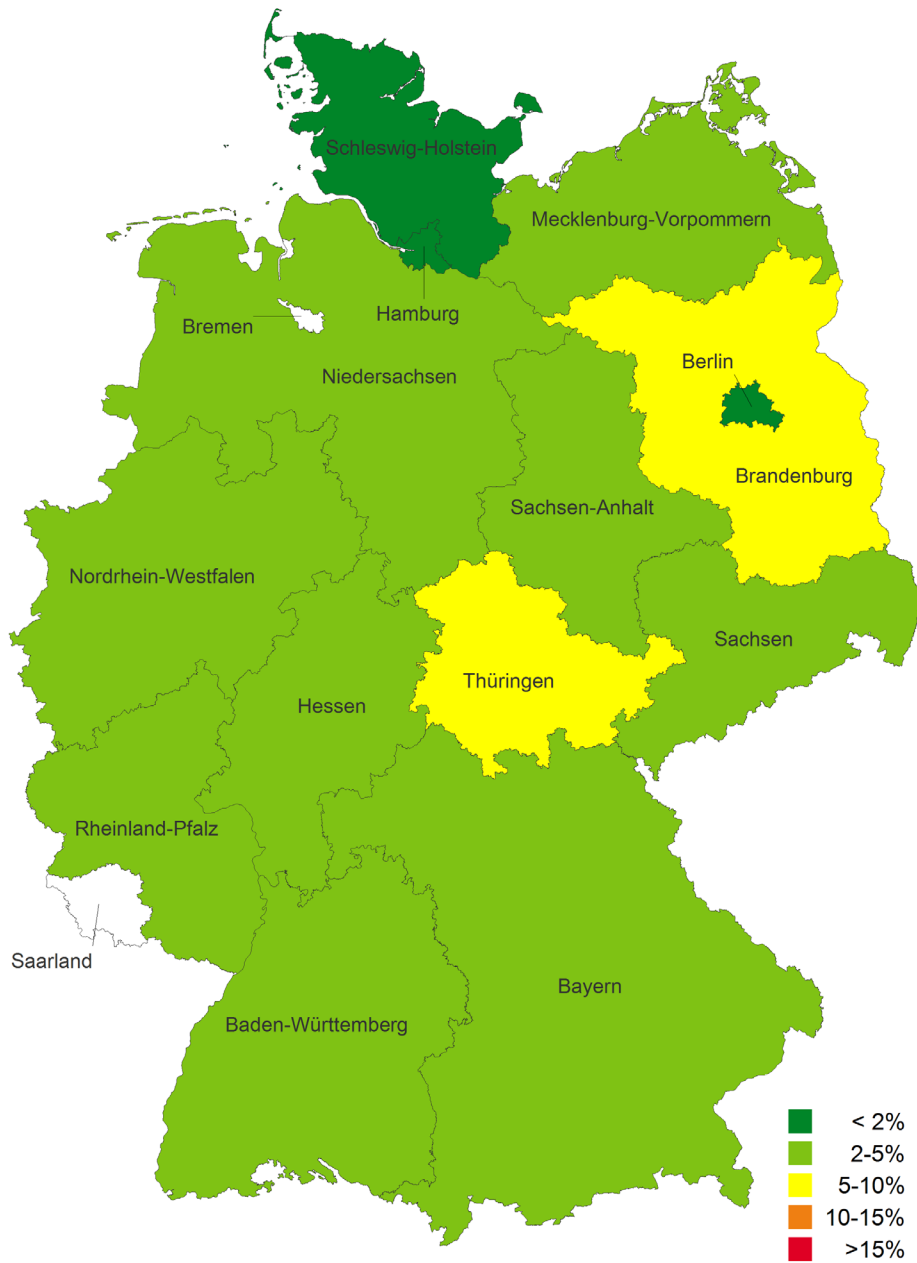 Schleswig-Holstein
Mecklenburg-Vorpommern
Hamburg
Bremen
Berlin
Niedersachsen
Brandenburg
Sachsen-Anhalt
Nordrhein-Westfalen
Sachsen
Thüringen
Hessen
Rheinland-Pfalz
Saarland
Bayern
Baden-Württemberg
< 2%
2-5%
5-10%
10-15%
>15%